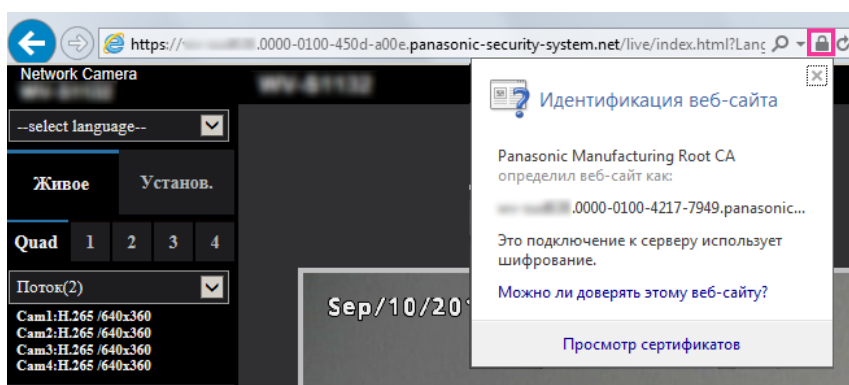 https:// .0000-0100-450d-a00e.panasonic-security-system.net/live/index.html?Lang
Network Camera
--select language--
Живое Установ.
Quad 1 2 3 4
Поток(2)
Cam1:H.265 /640x360
Cam2:H.265 /640x360
Cam3:H.265 /640x360
Cam4:H.265 /640x360
Sep/10/201
Идентификация веб-сайта
Panasonic Manufacturing Root CA
определил веб-сайт как:
.0000-0100-4217-7949.panasonic...
Это подключение к серверу использует
шифрование.
Можно ли доверять этому веб-сайту?
Просмотр сертификатов